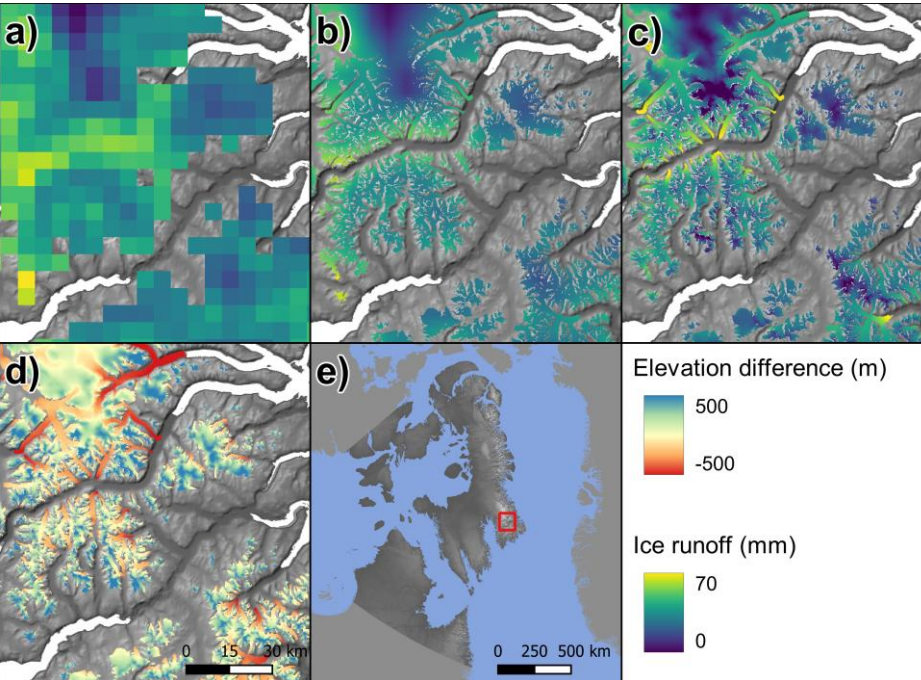 a)
b)
c)
d)
0 15 30 km
e)
0 250 500 km
Elevation difference (m)
500
-500
Ice runoff (mm)
70
0